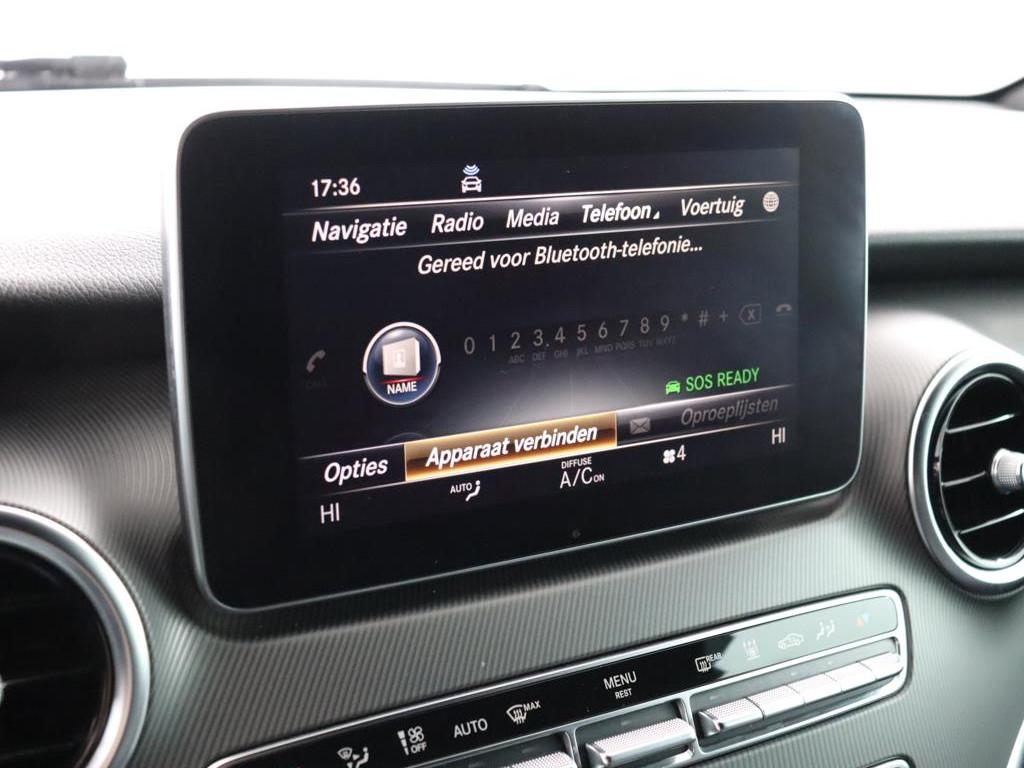 17:36
Navigatie Radio Media Telefoon Voertuig
Gereed voor Bluetooth-telefonie...
0 1 2 3 4 5 6 7 8 9 * # +
ABC DEF GHI JKL MNO PQRS TUV WXYZ
CALL
NAME
SOS READY
Opties Apparaat verbinden Oproeplijsten
HI AUTO DIFFUSE A/C ON 4 HI
OFF AUTO MAX MENU REST REAR